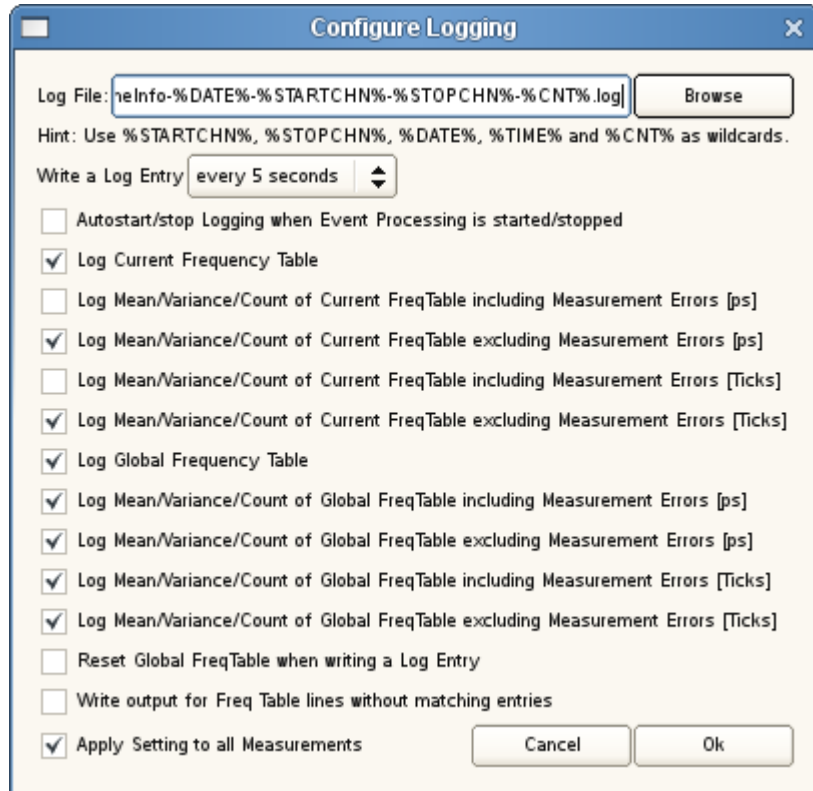 Configure Logging
Log File: neInfo-%DATE%-%STARTCHN%-%STOPCHN%-%CNT%.log Browse
Hint: Use %STARTCHN%, %STOPCHN%, %DATE%, %TIME% and %CNT% as wildcards.
Write a Log Entry every 5 seconds
Autostart/stop Logging when Event Processing is started/stopped
Log Current Frequency Table
Log Mean/Variance/Count of Current FreqTable including Measurement Errors [ps]
Log Mean/Variance/Count of Current FreqTable excluding Measurement Errors [ps]
Log Mean/Variance/Count of Current FreqTable including Measurement Errors [Ticks]
Log Mean/Variance/Count of Current FreqTable excluding Measurement Errors [Ticks]
Log Global Frequency Table
Log Mean/Variance/Count of Global FreqTable including Measurement Errors [ps]
Log Mean/Variance/Count of Global FreqTable excluding Measurement Errors [ps]
Log Mean/Variance/Count of Global FreqTable including Measurement Errors [Ticks]
Log Mean/Variance/Count of Global FreqTable excluding Measurement Errors [Ticks]
Reset Global FreqTable when writing a Log Entry
Write output for Freq Table lines without matching entries
Apply Setting to all Measurements Cancel Ok